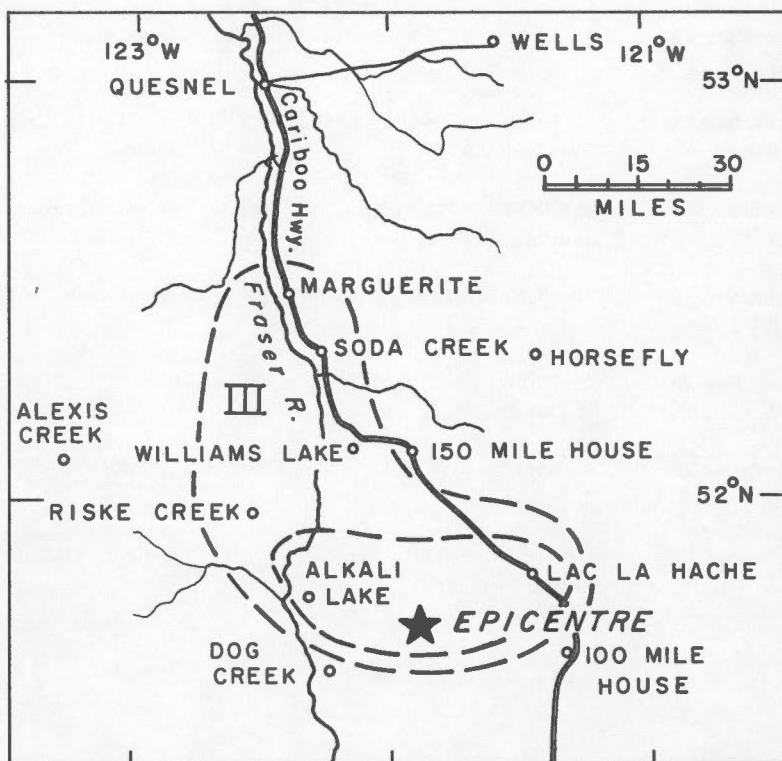 123°W
WELLS
121°W
QUESNEL
53°N
Cariboo Hwy.
0 15 30
MILES
MARGUERITE
Fraser R.
SODA CREEK
HORSEFLY
III
ALEXIS
CREEK
WILLIAMS LAKE
150 MILE HOUSE
52°N
RISKE CREEK
ALKALI
LAKE
LAC LA HACHE
EPICENTRE
DOG
CREEK
100 MILE
HOUSE